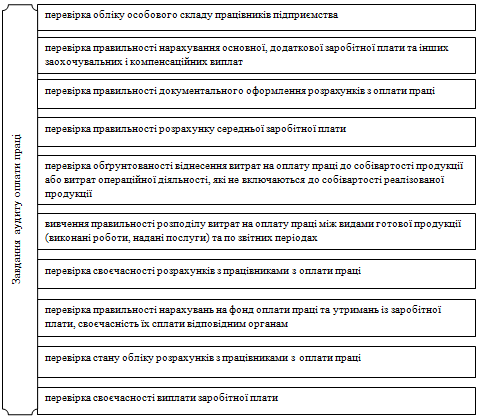 Завдання аудиту оплати праці
перевірка обліку особового складу працівників підприємства
перевірка правильності нарахування основної, додаткової заробітної плати та інших
заохочувальних і компенсаційних виплат
перевірка правильності документального оформлення розрахунків з оплати праці
перевірка правильності розрахунку середньої заробітної плати
перевірка обґрунтованості віднесення витрат на оплату праці до собівартості продукції
або витрат операційної діяльності, які не включаються до собівартості реалізованої
продукції
вивчення правильності розподілу витрат на оплату праці між видами готової продукції
(виконані роботи, надані послуги) та по звітних періодах
перевірка своєчасності розрахунків з працівниками з оплати праці
перевірка правильності нарахувань на фонд оплати праці та утримань із заробітної
плати, своєчасність їх сплати відповідним органам
перевірка стану обліку розрахунків з працівниками з оплати праці
перевірка своєчасності виплати заробітної плати